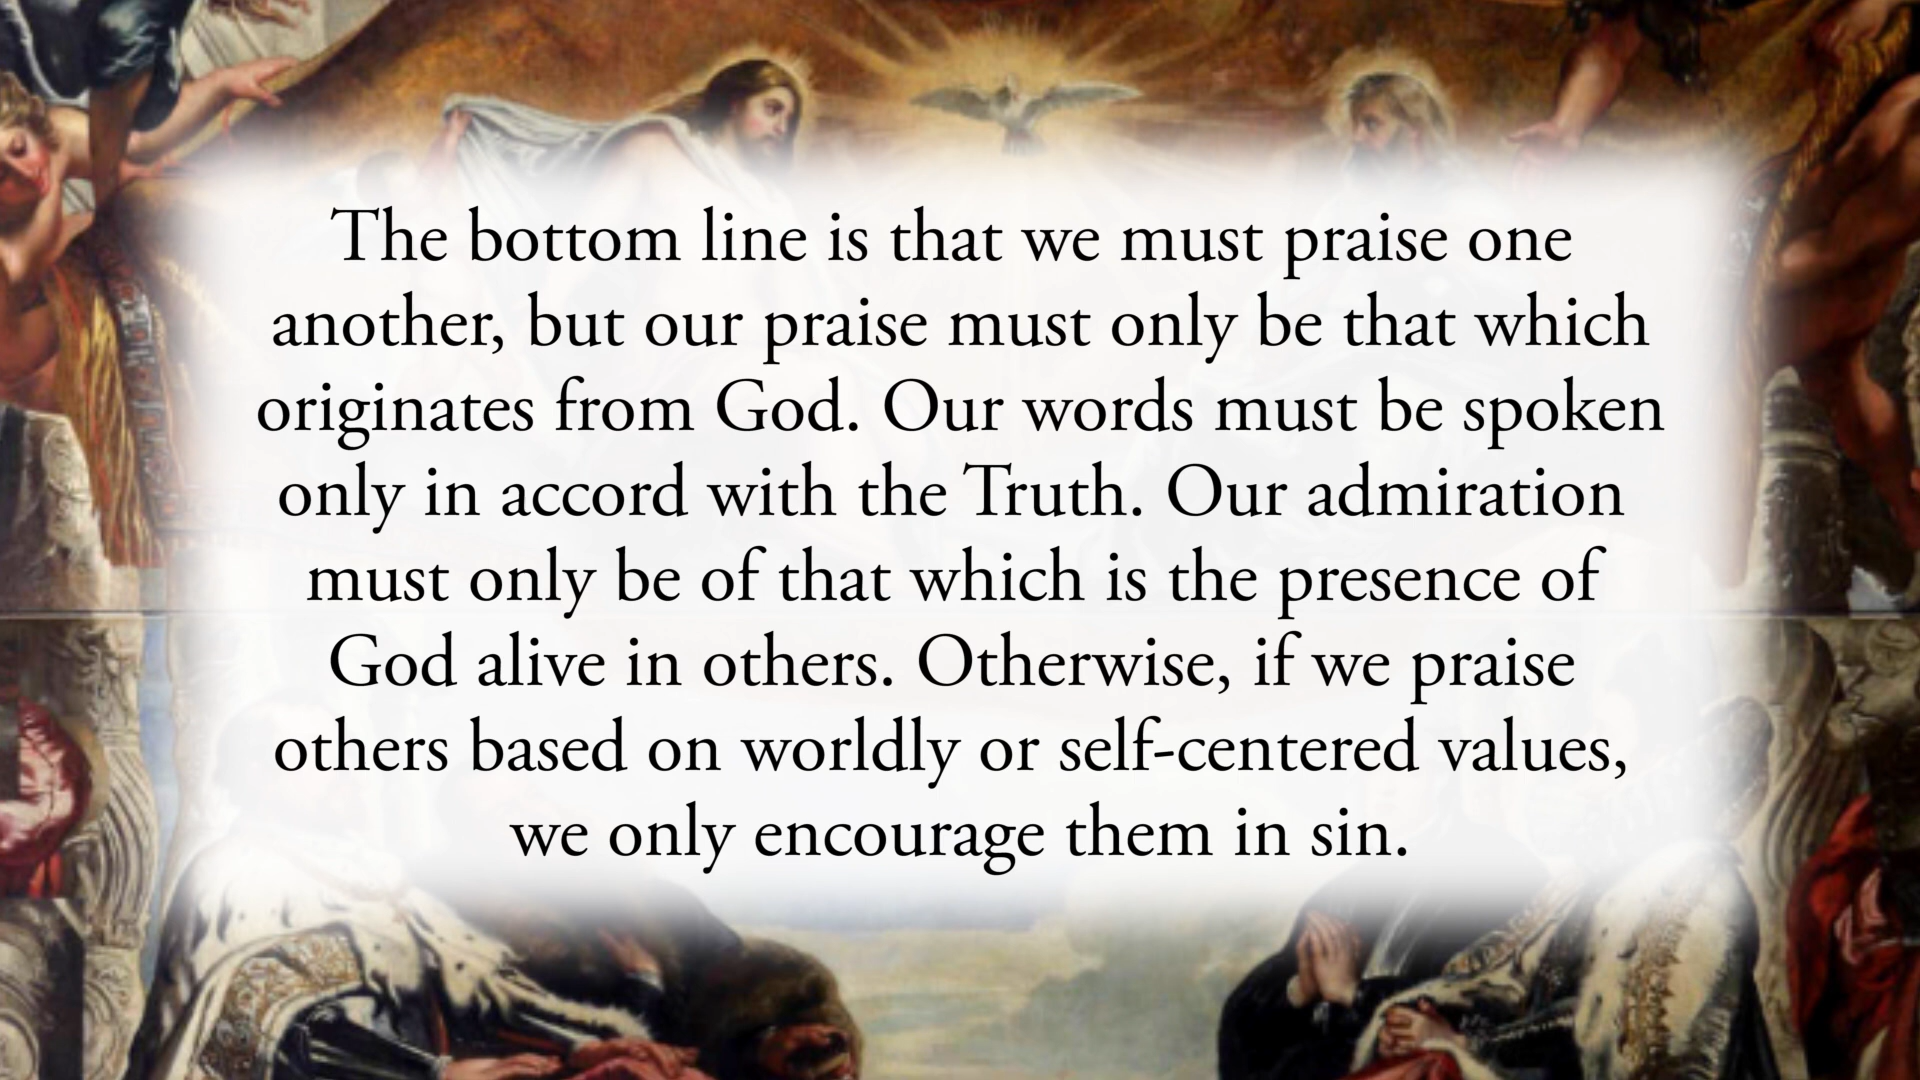 The bottom line is that we must praise one
another, but our praise must only be that which
originates from God. Our words must be spoken
only in accord with the Truth. Our admiration
must only be of that which is the presence of
God alive in others. Otherwise, if we praise
others based on worldly or self-centered values,
we only encourage them in sin.